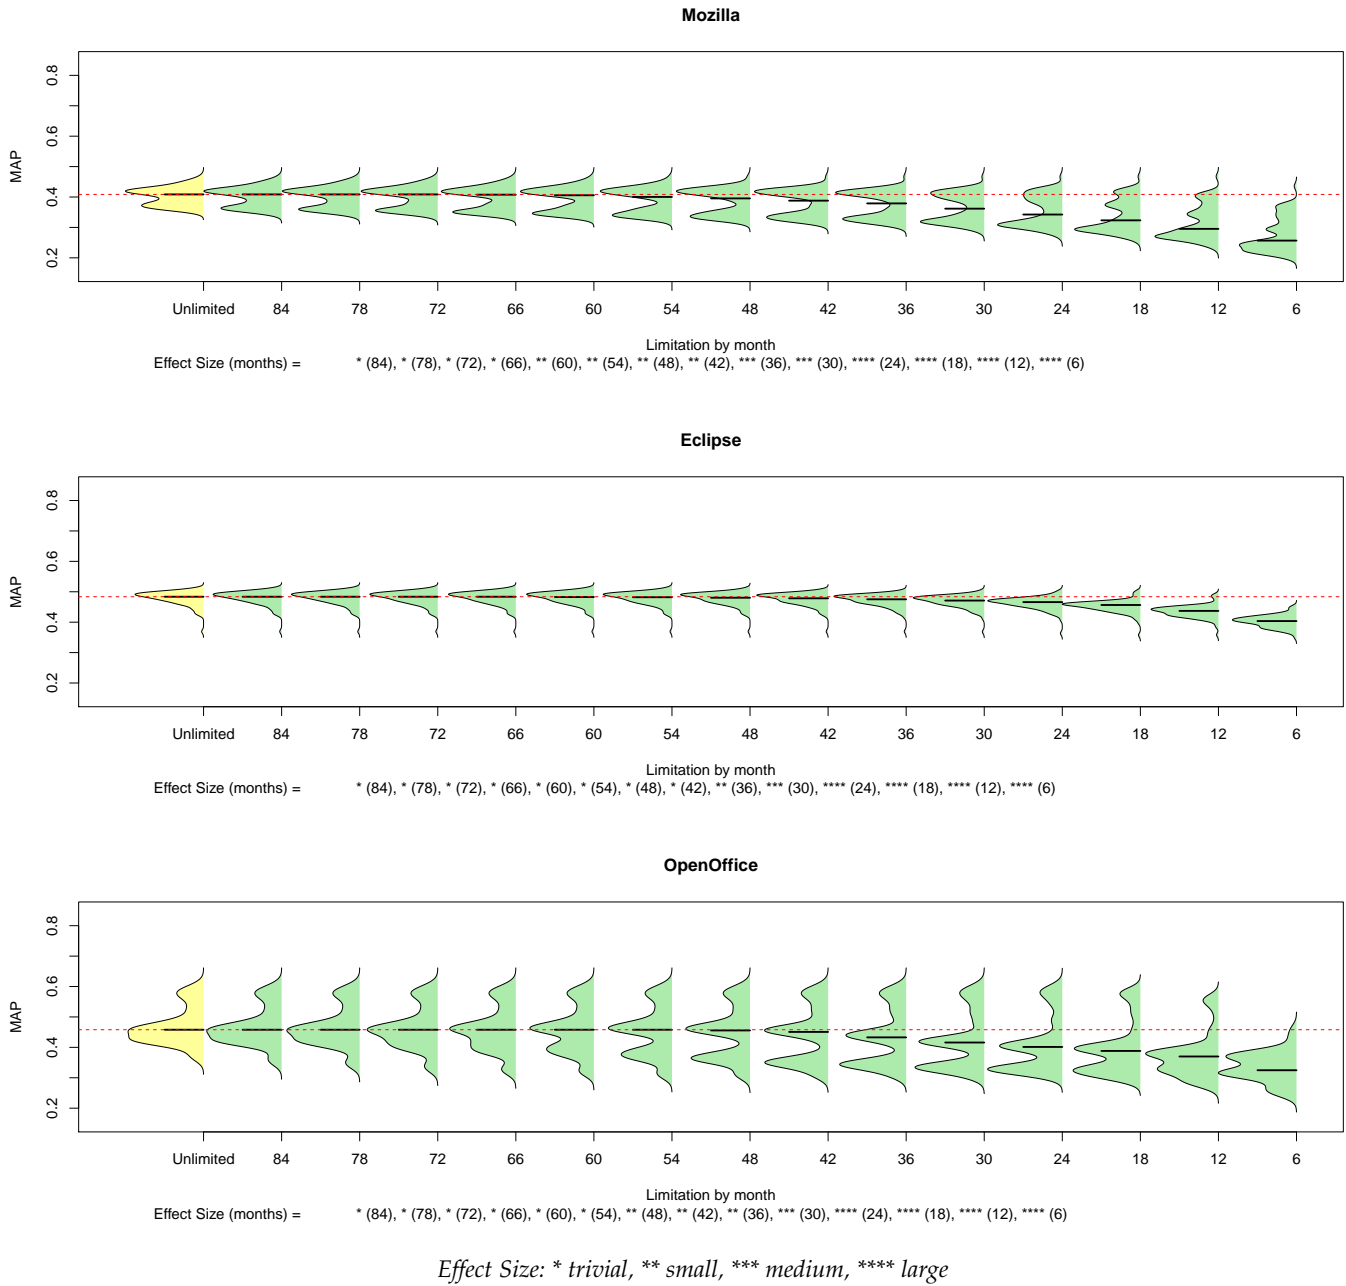 Mozilla
0.8
0.6
0.4
0.2
MAP
Unlimited 84 78 72 66 60 54 48 42 36 30 24 18 12 6
Limitation by month
Effect Size (months) = * (84), * (78), * (72), * (66), ** (60), ** (54), ** (48), ** (42), *** (36), *** (30), **** (24), **** (18), **** (12), **** (6)
Eclipse
0.8
0.6
0.4
0.2
MAP
Unlimited 84 78 72 66 60 54 48 42 36 30 24 18 12 6
Limitation by month
Effect Size (months) = * (84), * (78), * (72), * (66), * (60), * (54), * (48), * (42), ** (36), *** (30), **** (24), **** (18), **** (12), **** (6)
OpenOffice
0.8
0.6
0.4
0.2
MAP
Unlimited 84 78 72 66 60 54 48 42 36 30 24 18 12 6
Limitation by month
Effect Size (months) = * (84), * (78), * (72), * (66), * (60), * (54), ** (48), ** (42), ** (36), *** (30), **** (24), **** (18), **** (12), **** (6)
Effect Size: * trivial, ** small, *** medium, **** large